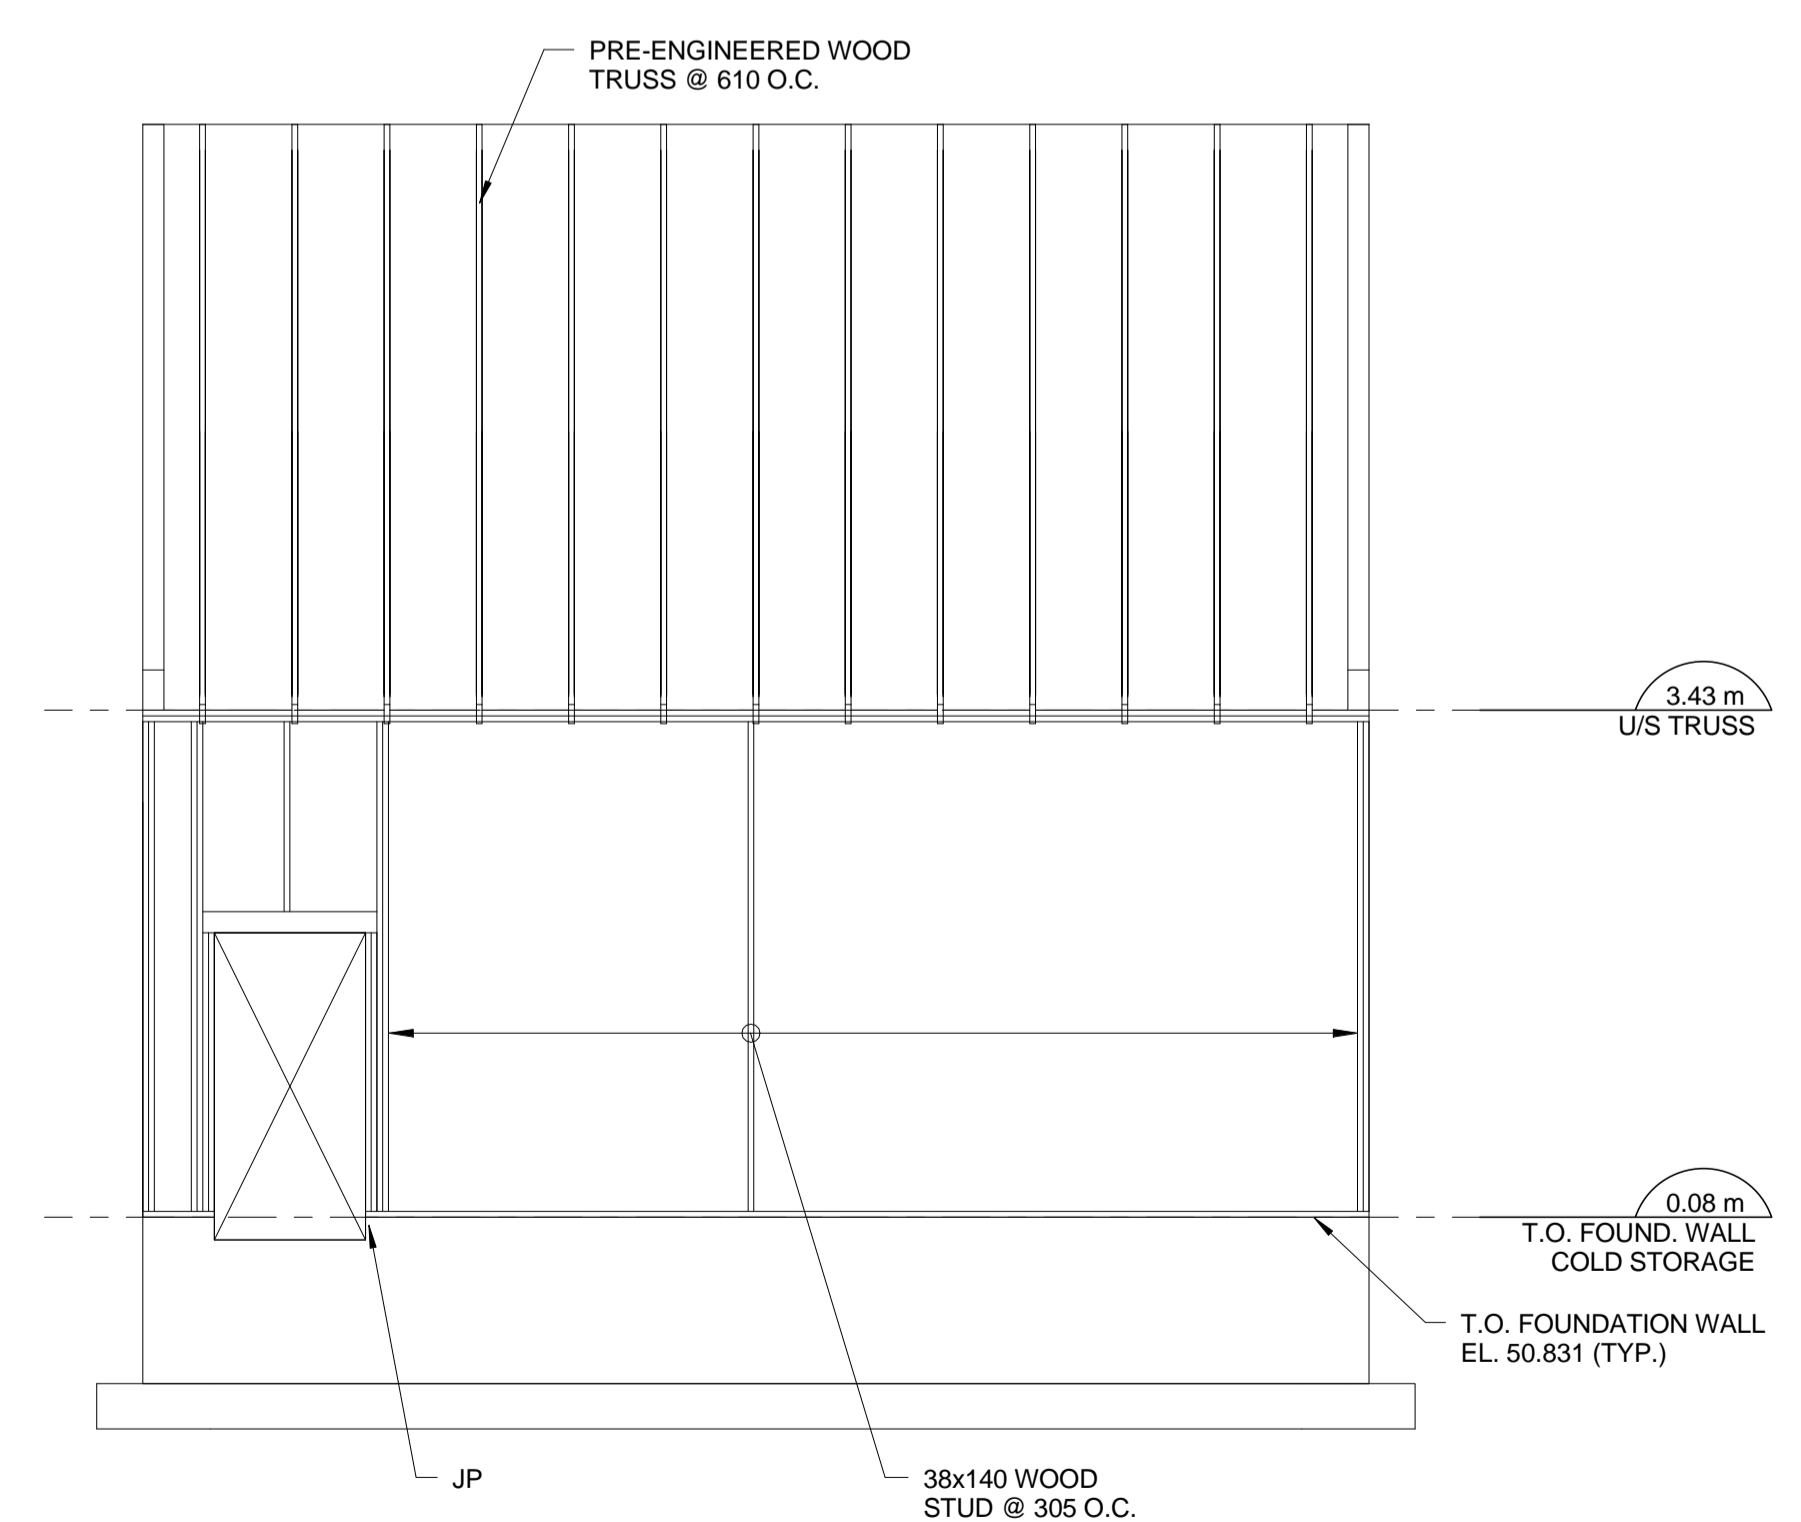 PRE-ENGINEERED WOOD
TRUSS @ 610 O.C.
3.43 m
U/S TRUSS
0.08 m
T.O. FOUND. WALL
COLD STORAGE
T.O. FOUNDATION WALL
EL. 50.831 (TYP.)
JP
38x140 WOOD
STUD @ 305 O.C.